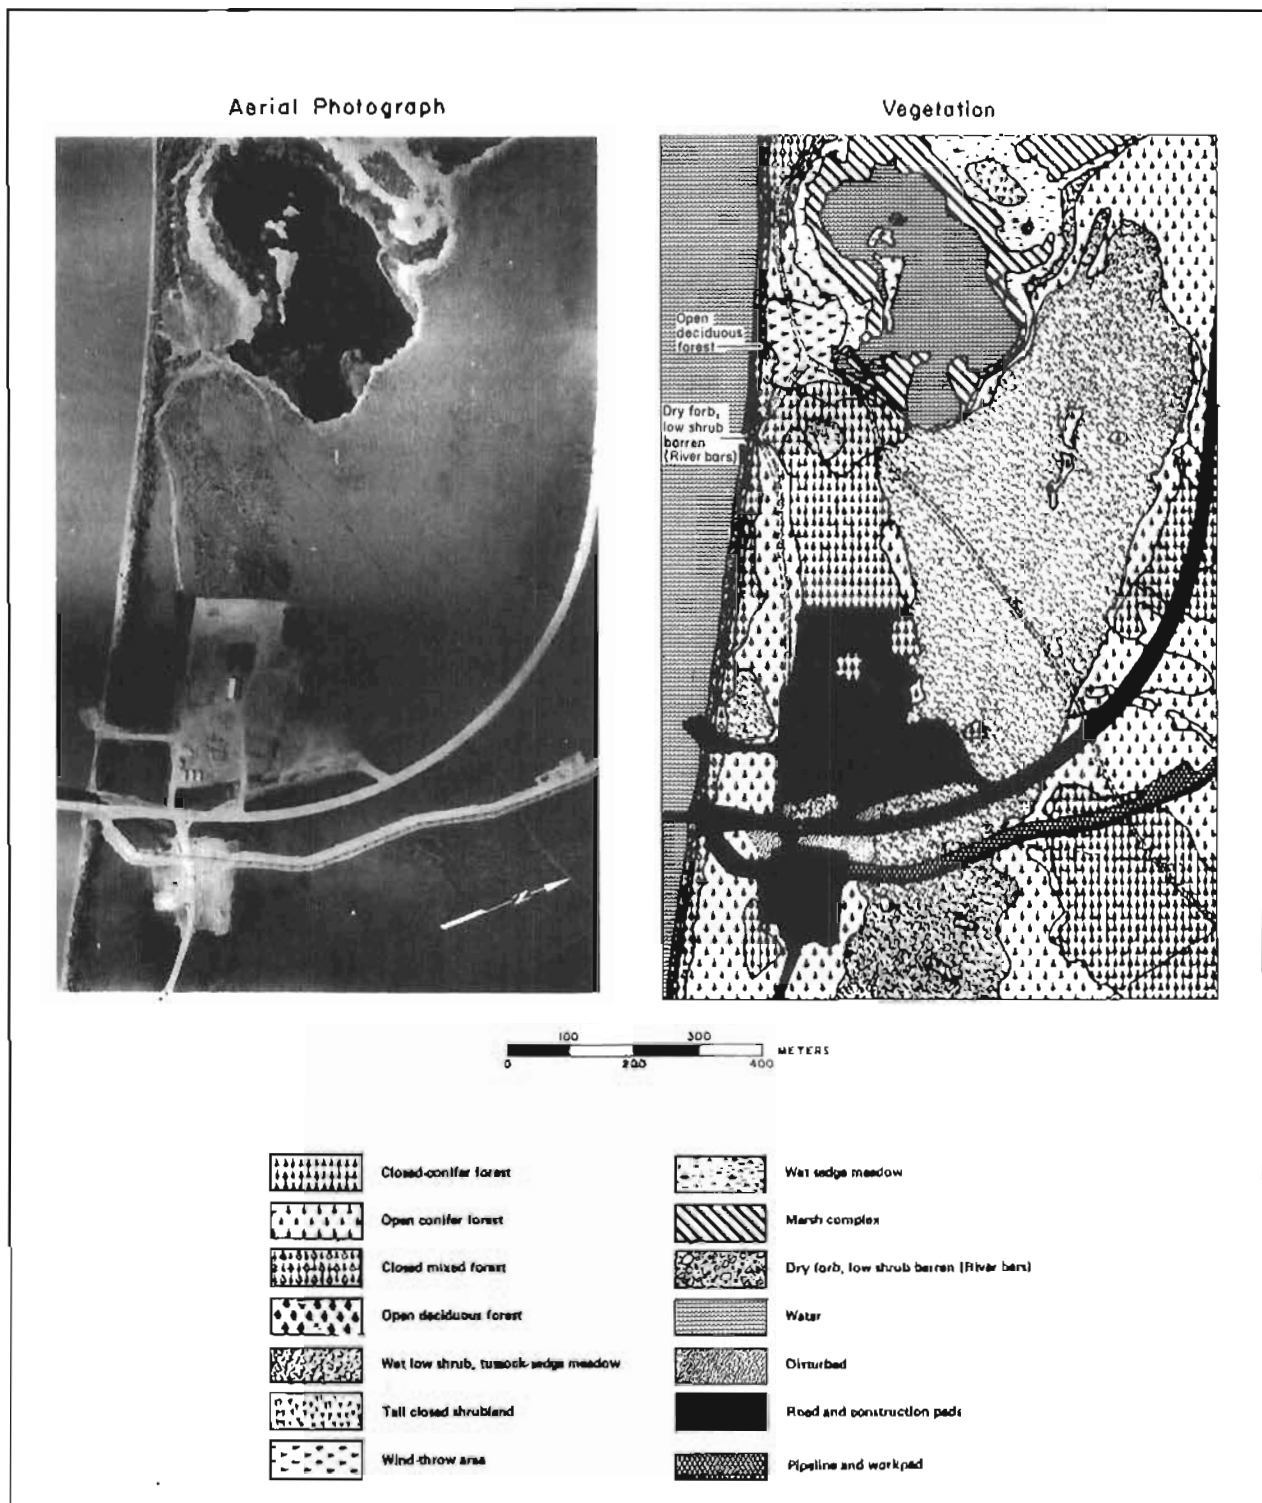 Aerial Photograph
Vegetation
Open
deciduous
forest
Dry forb,
low shrub
barren
(River bars)
N
100 300
METERS
0 200 400
Closed-conifer forest
Open conifer forest
Closed mixed forest
Open deciduous forest
Wet low shrub, tussock-sedge meadow
Tall closed shrubland
Wind-throw area
Wet sedge meadow
Marsh complex
Dry forb, low shrub barren (River bars)
Water
Disturbed
Road and construction pads
Pipeline and workpad